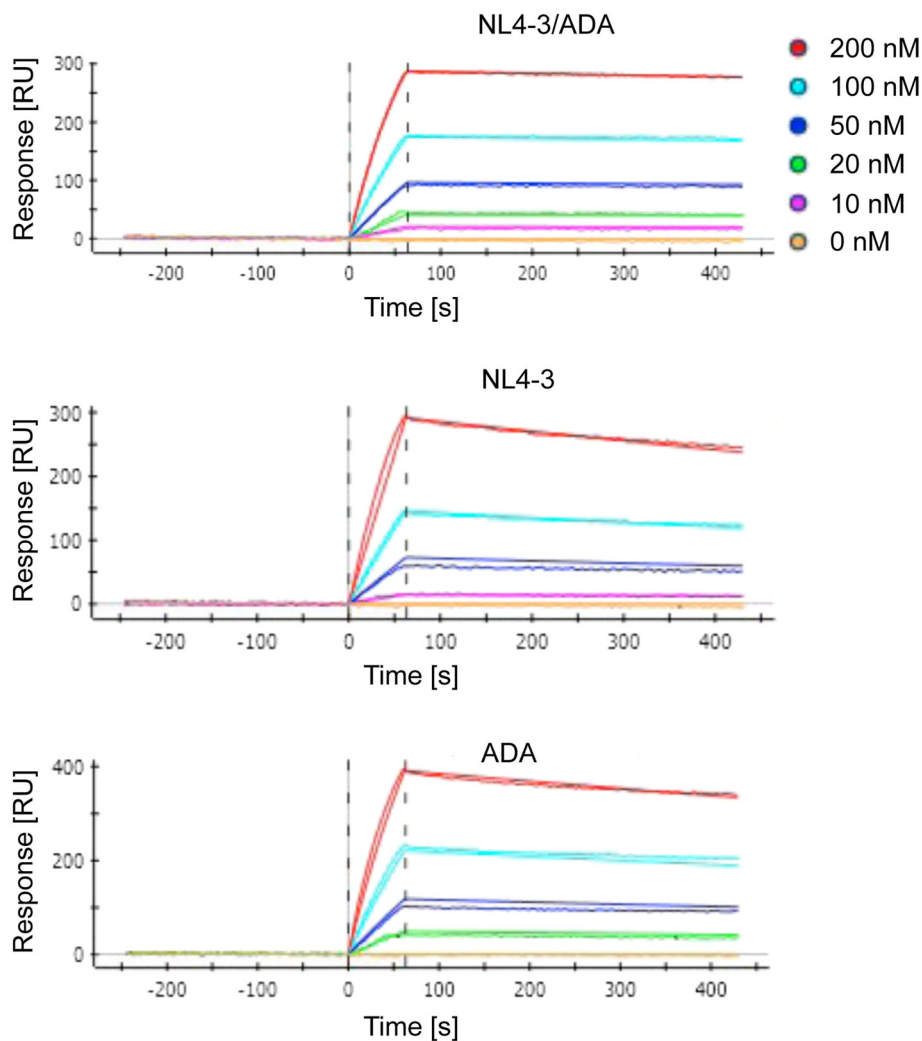 NL4-3/ADA
200 nM
100 nM
50 nM
20 nM
10 nM
0 nM
Response [RU]
300
200
100
0
-200 -100 0 100 200 300 400
Time [s]
NL4-3
Response [RU]
300
200
100
0
-200 -100 0 100 200 300 400
Time [s]
ADA
Response [RU]
400
200
0
-200 -100 0 100 200 300 400
Time [s]